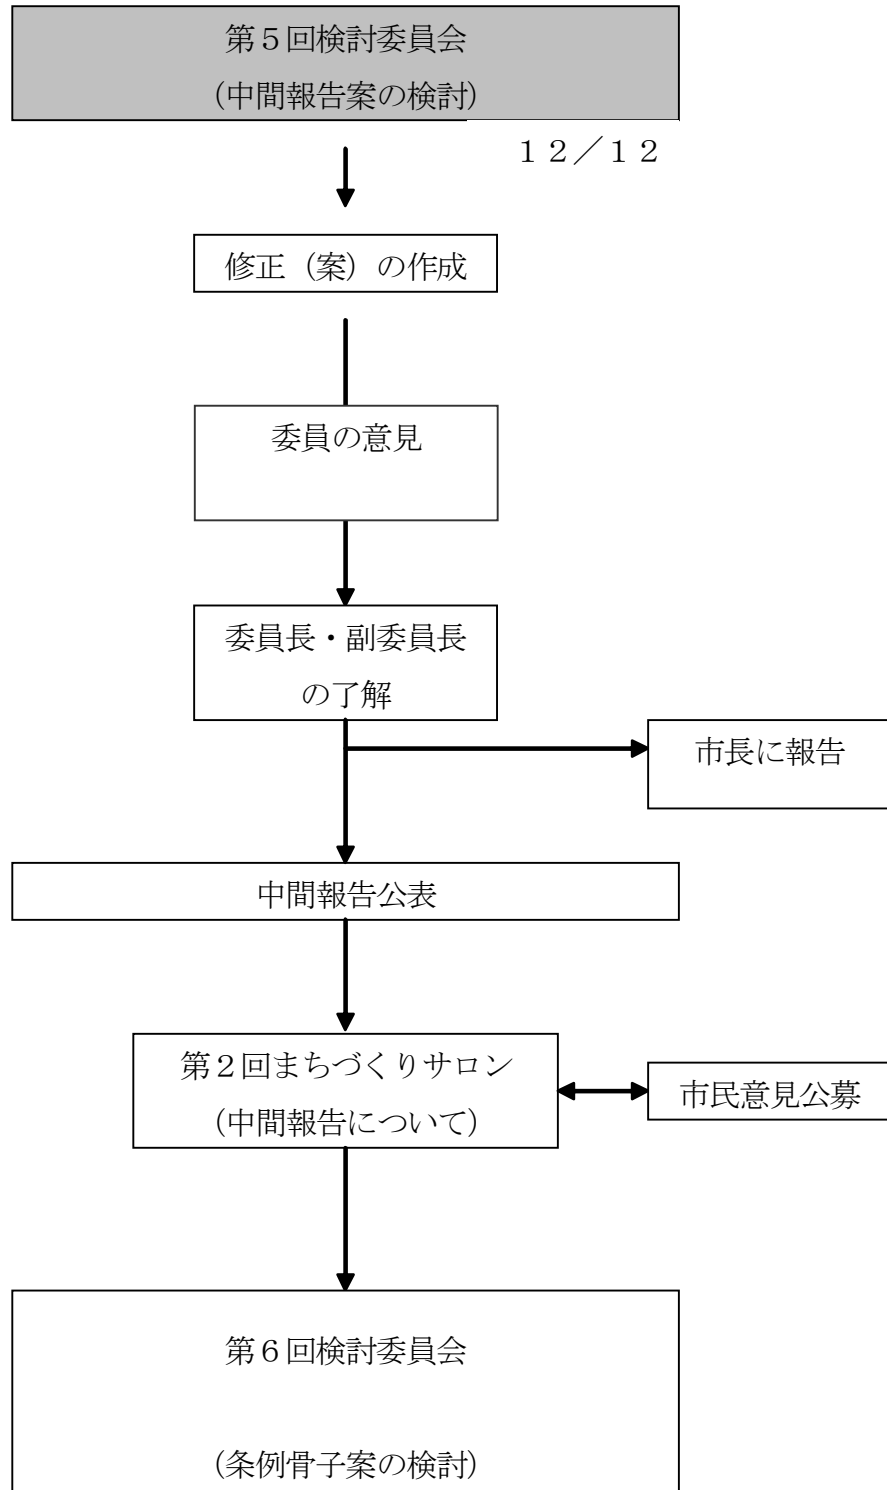 第５回検討委員会
（中間報告案の検討）
１２／１２
修正（案）の作成
委員の意見
委員長・副委員長
の了解
市長に報告
中間報告公表
第２回まちづくりサロン
（中間報告について）
市民意見公募
第６回検討委員会
（条例骨子案の検討）